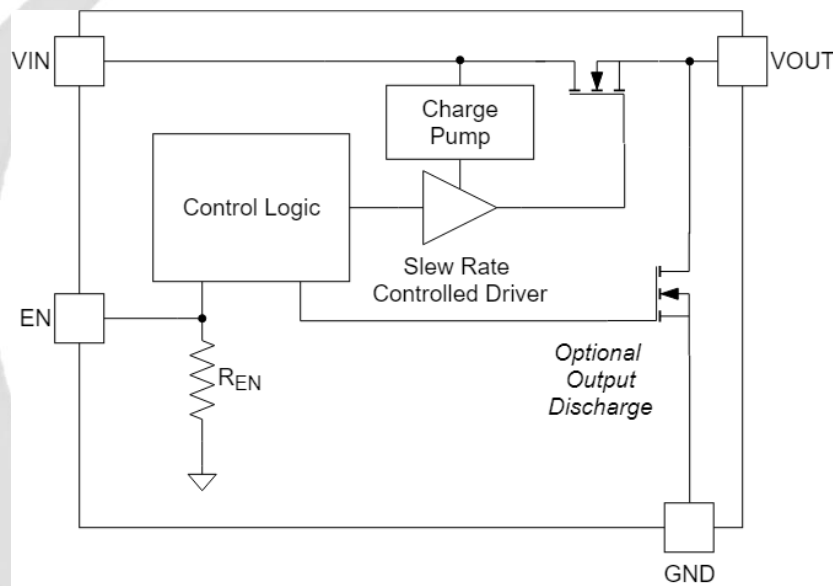 VIN
VOUT
Charge
Pump
Control Logic
Slew Rate
Controlled Driver
EN
REN
Optional
Output
Discharge
GND